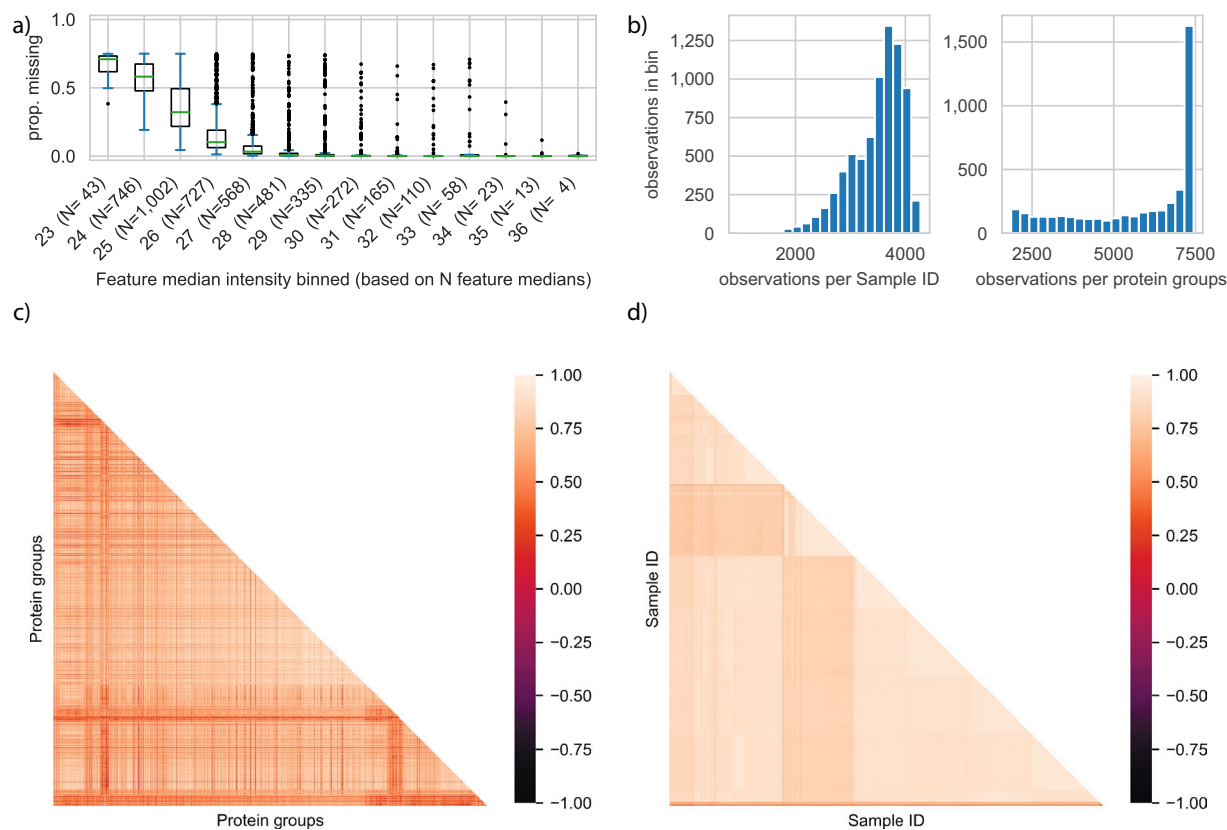 a)
1.0
0.5
0.0
prop. missing
23 (N= 43)
24 (N=746)
25 (N=1,002)
26 (N=727)
27 (N=568)
28 (N=481)
29 (N=335)
30 (N=272)
31 (N=165)
32 (N=110)
33 (N= 58)
34 (N= 23)
35 (N= 13)
36 (N=  4)
Feature median intensity binned (based on N feature medians)
b)
observations in bin
1,250
1,000
750
500
250
0
2000
4000
observations per Sample ID
1,500
1,000
500
0
2500
5000
7500
observations per protein groups
c)
Protein groups
Protein groups
1.00
0.75
0.50
0.25
0.00
−0.25
−0.50
−0.75
−1.00
d)
Sample ID
Sample ID
1.00
0.75
0.50
0.25
0.00
−0.25
−0.50
−0.75
−1.00